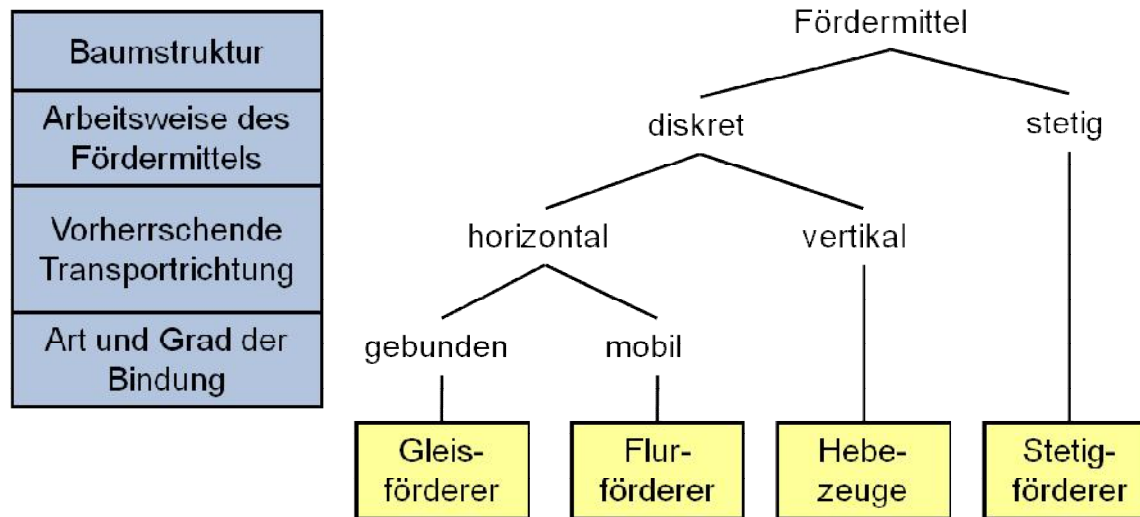 Baumstruktur
Arbeitsweise des
Fördermittels
Vorherrschende
Transportrichtung
Art und Grad der
Bindung
Fördermittel
diskret
stetig
horizontal
vertikal
gebunden
mobil
Gleis-
förderer
Flur-
förderer
Hebe-
zeuge
Stetig-
förderer